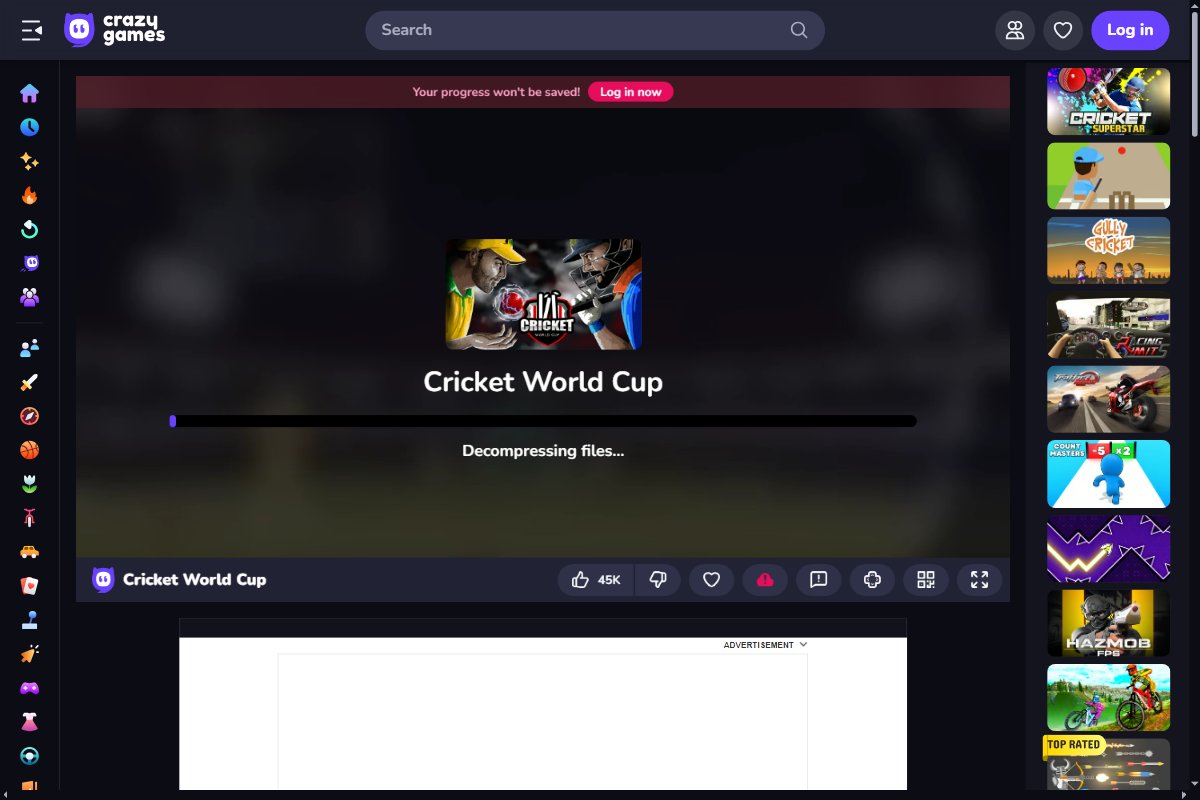 crazy
games
Search
Log in
Your progress won't be saved!
Log in now
CRICKET
WORLD CUP
Cricket World Cup
Decompressing files...
Cricket World Cup
45K
ADVERTISEMENT
CRICKET
SUPERSTAR
GULLY
CRICKET
COUNT
MASTERS
-5
x2
HAZMOB
FPS
TOP RATED